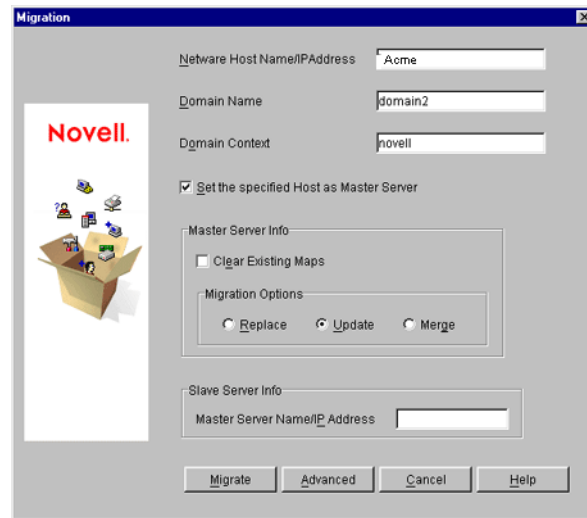 Migration
Netware Host Name/IPAddress Acme
Domain Name domain2
Domain Context novell
Novell.
Set the specified Host as Master Server
Master Server Info
Clear Existing Maps
Migration Options
Replace Update Merge
Slave Server Info
Master Server Name/IP Address
Migrate Advanced Cancel Help